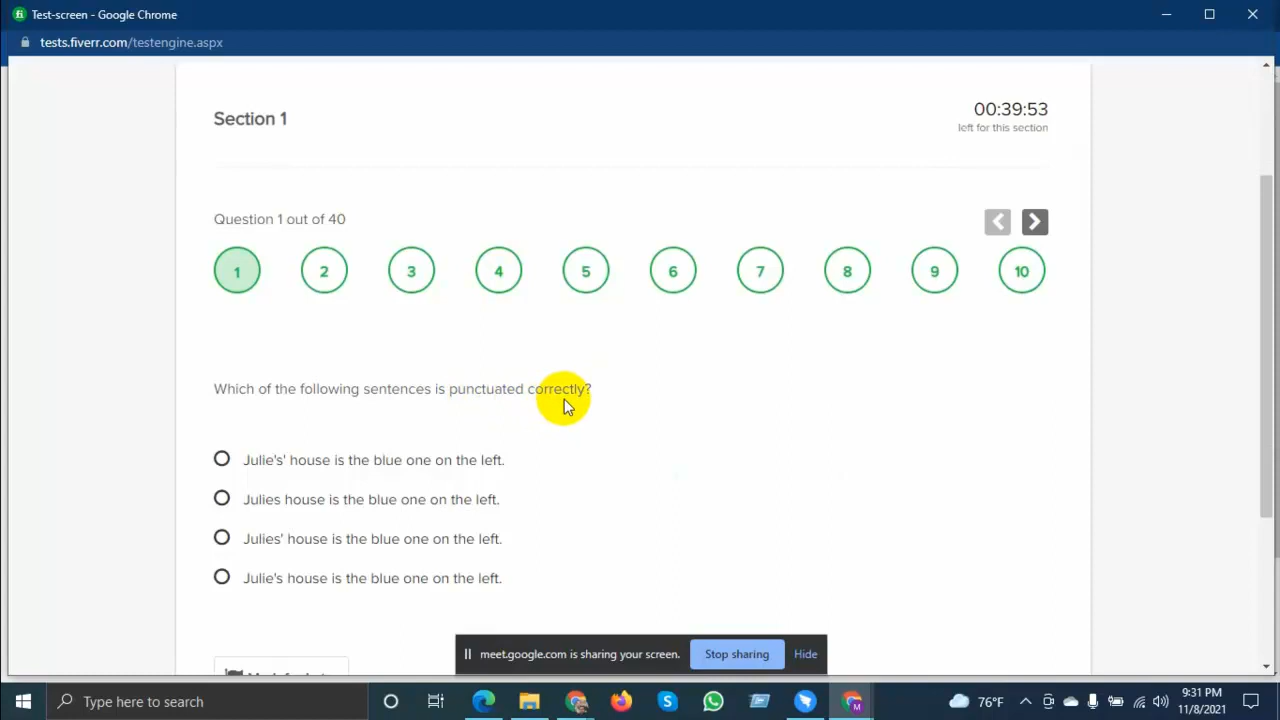 Test-screen - Google Chrome
tests.fiverr.com/testengine.aspx
Section 1
00:39:53
left for this section
Question 1 out of 40
1 2 3 4 5 6 7 8 9 10
Which of the following sentences is punctuated correctly?
Julie's' house is the blue one on the left.
Julies house is the blue one on the left.
Julies' house is the blue one on the left.
Julie's house is the blue one on the left.
meet.google.com is sharing your screen. Stop sharing Hide
Type here to search
76°F
9:31 PM
11/8/2021